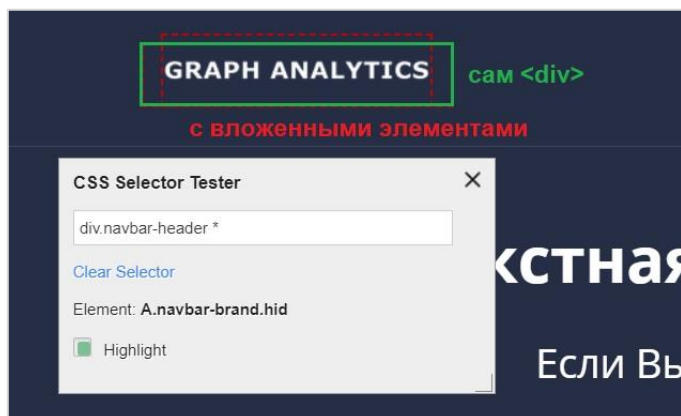 GRAPH ANALYTICS
сам <div>
с вложенными элементами
CSS Selector Tester
div.navbar-header *
Clear Selector
Element: A.navbar-brand.hid
Highlight
кстная
Если Вы